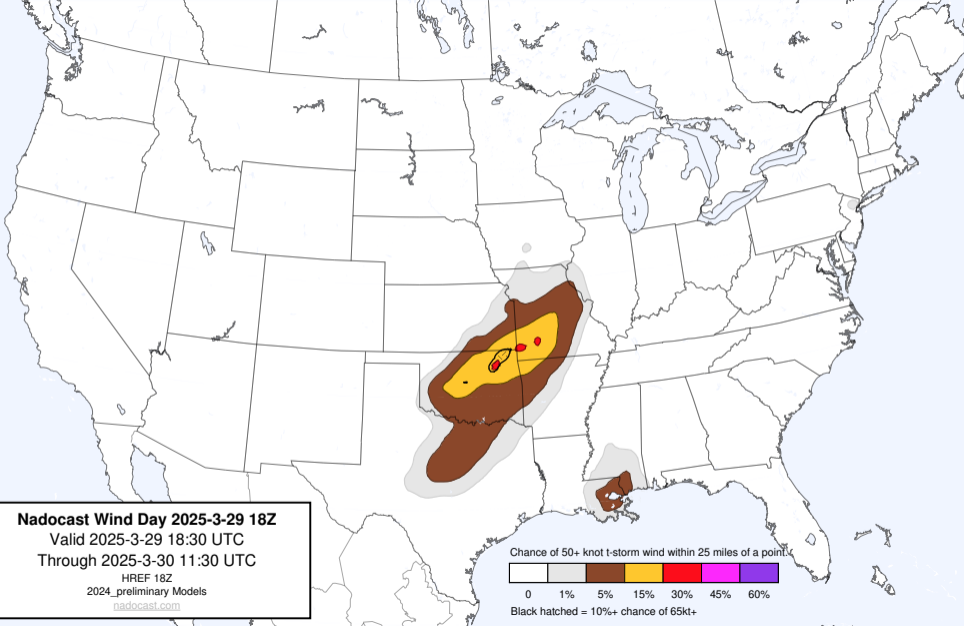 Nadocast Wind Day 2025-3-29 18Z
Valid 2025-3-29 18:30 UTC
Through 2025-3-30 11:30 UTC
HREF 18Z
2024_preliminary Models
nadocast.com
Chance of 50+ knot t-storm wind within 25 miles of a point.
0 1% 5% 15% 30% 45% 60%
Black hatched = 10%+ chance of 65kt+